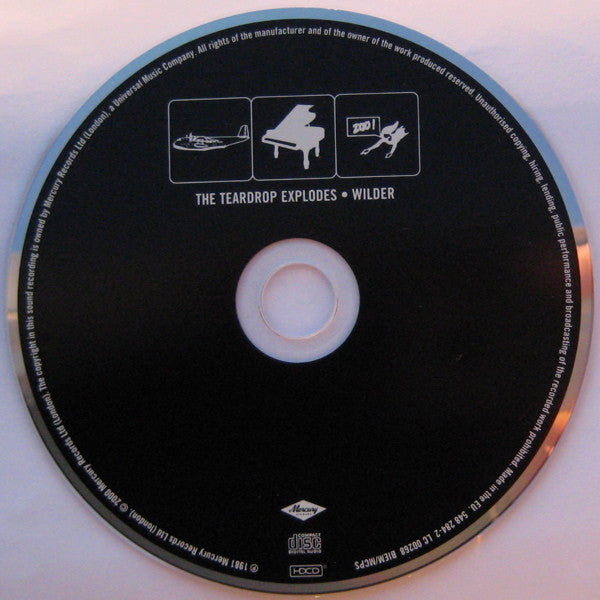 ZOO!
THE TEARDROP EXPLODES • WILDER
Mercury
COMPACT
disc
DIGITAL AUDIO
HDCD
℗ 1981 Mercury Records Ltd (london), © 2000 Mercury Records Ltd (London). The copyright in this sound recording is owned by Mercury Records Ltd (London), a Universal Music Company. All rights of the manufacturer and of the owner of the work produced reserved. Unauthorised copying, hiring, lending, public performance and broadcasting of the recorded work prohibited. Made in the EU. 548 284-2 LC 00268 BIEM/MCPS